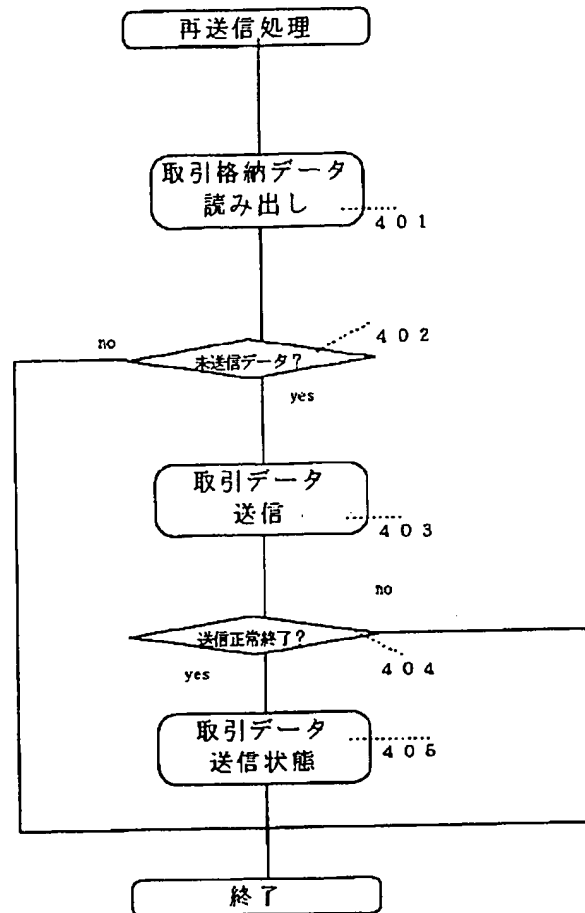 再送信処理
取引格納データ
読み出し
401
402
no
未送信データ?
yes
取引データ
送信
403
no
送信正常終了?
404
yes
取引データ
送信状態
405
終了